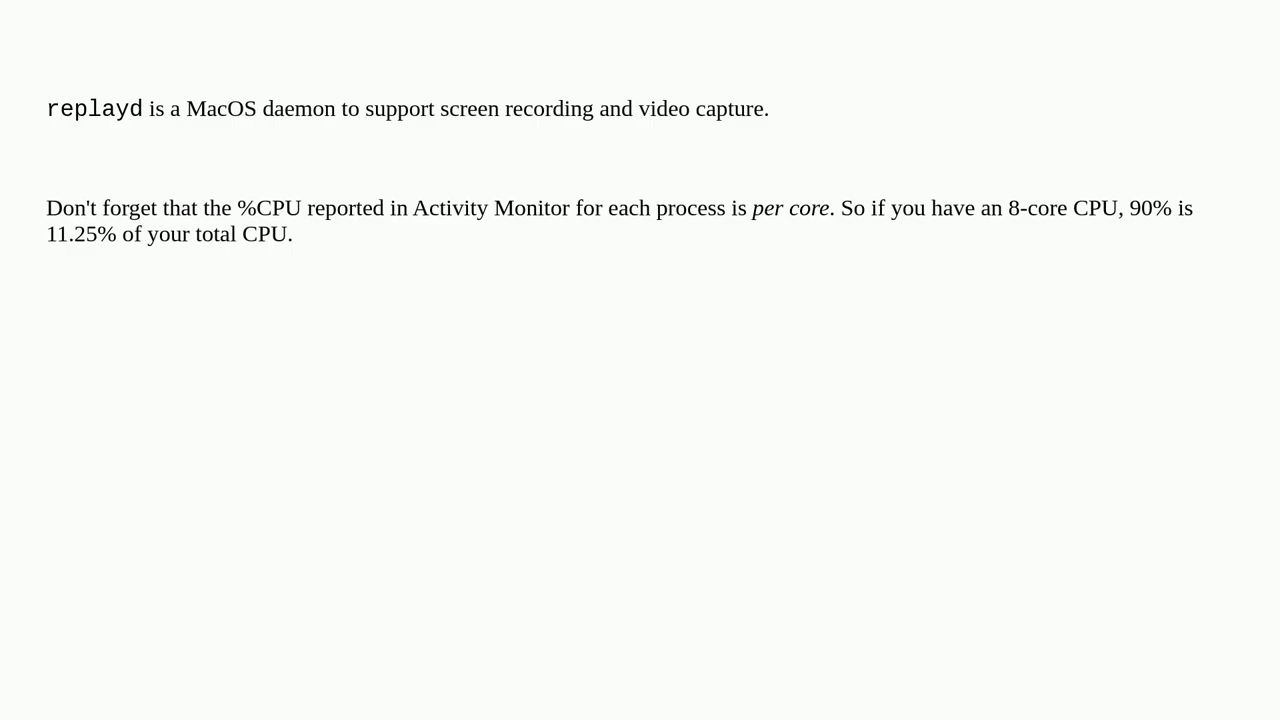 replayd is a MacOS daemon to support screen recording and video capture.
Don't forget that the %CPU reported in Activity Monitor for each process is per core. So if you have an 8-core CPU, 90% is
11.25% of your total CPU.